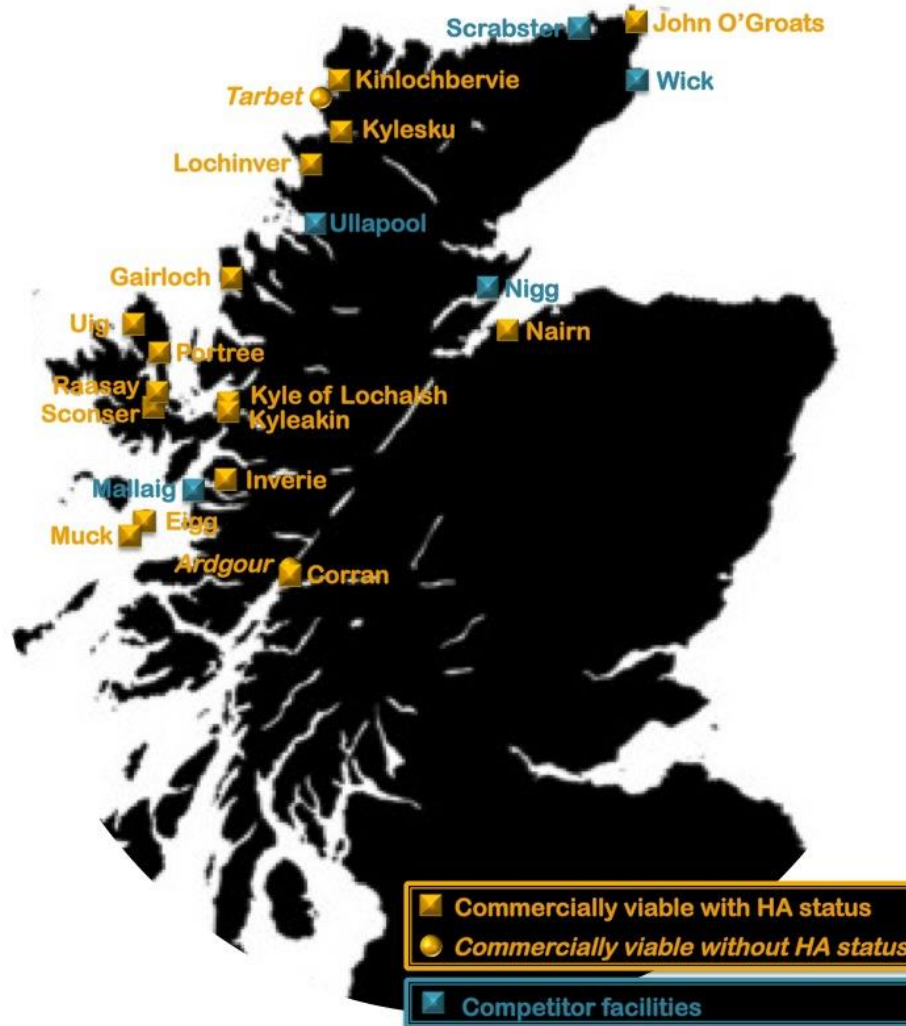 Scrabster
John O'Groats
Kinlochbervie
Wick
Tarbet
Kylesku
Lochinver
Ullapool
Gairloch
Nigg
Uig
Nairn
Portree
Raasay
Kyle of Lochalsh
Sconser
Kyleakin
Inverie
Mallaig
Eigg
Muck
Ardgour
Corran
Commercially viable with HA status
Commercially viable without HA status
Competitor facilities